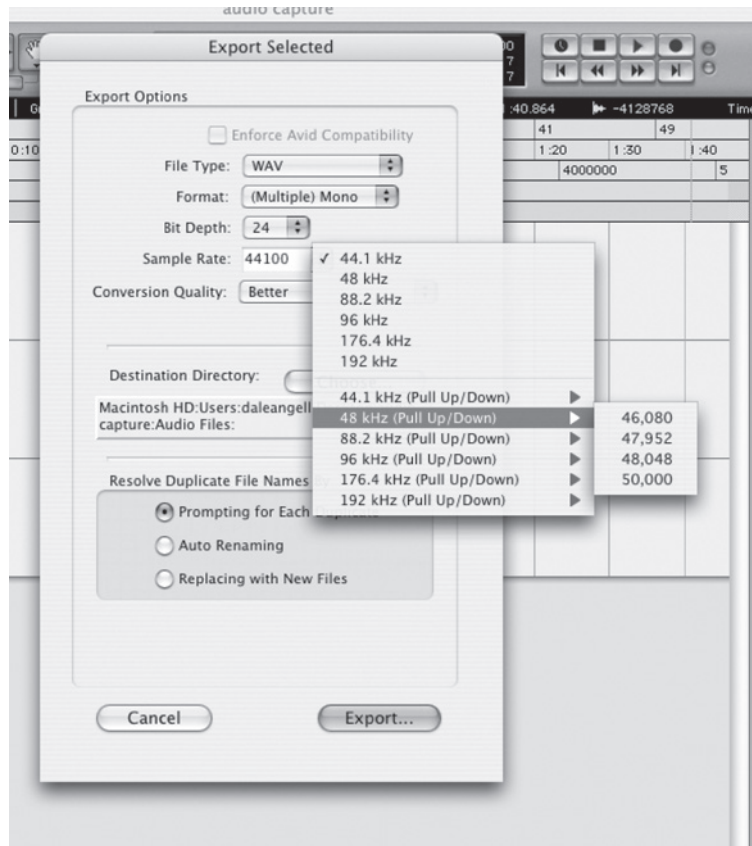 audio capture
Export Selected
Export Options
Enforce Avid Compatibility
File Type: WAV
Format: (Multiple) Mono
Bit Depth: 24
Sample Rate: 44100
Conversion Quality: Better
✓ 44.1 kHz
48 kHz
88.2 kHz
96 kHz
176.4 kHz
192 kHz
44.1 kHz (Pull Up/Down)
48 kHz (Pull Up/Down)
88.2 kHz (Pull Up/Down)
96 kHz (Pull Up/Down)
176.4 kHz (Pull Up/Down)
192 kHz (Pull Up/Down)
46,080
47,952
48,048
50,000
Destination Directory: Choose...
Macintosh HD:Users:daleangell
capture:Audio Files:
Resolve Duplicate File Names
Prompting for Each Duplicate
Auto Renaming
Replacing with New Files
Cancel
Export...
:40.864
-4128768
41
49
0:10
1:20
1:30
1:40
4000000
5